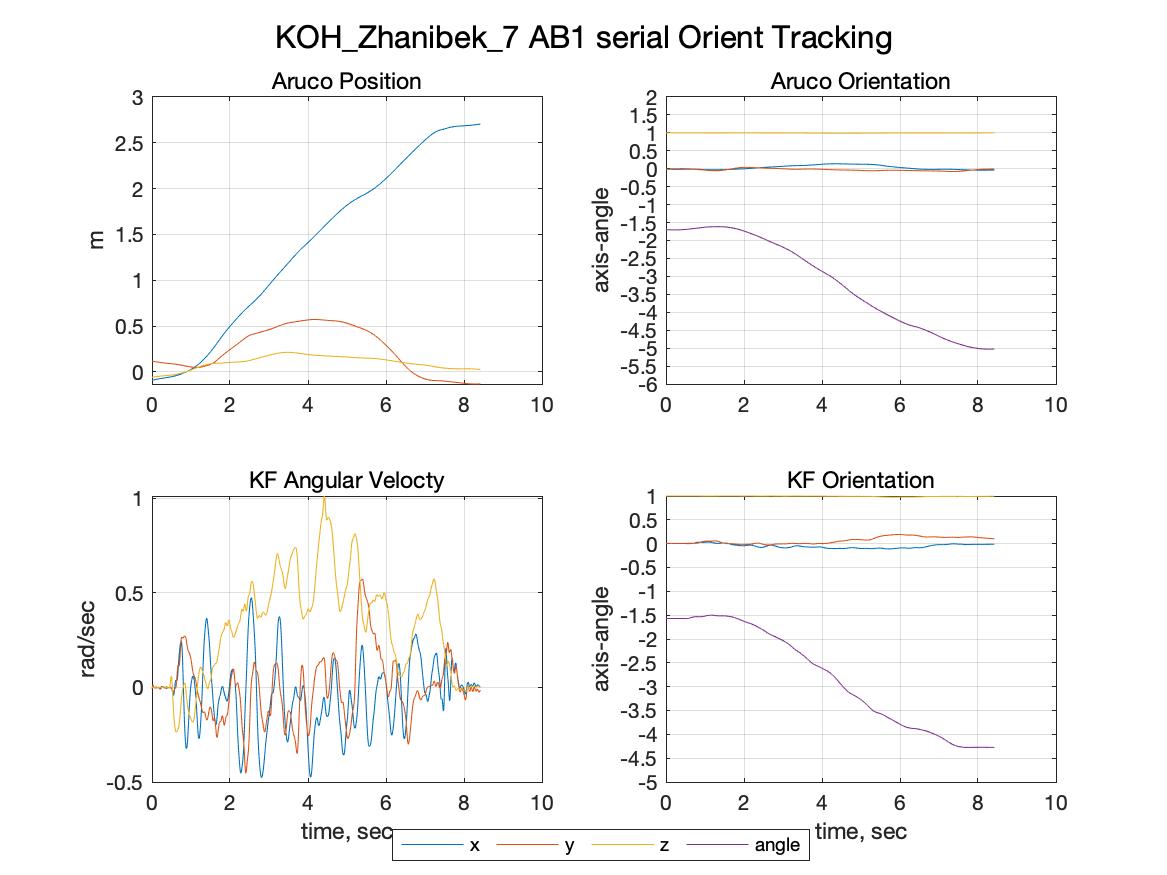 KOH_Zhanibek_7 AB1 serial Orient Tracking
Aruco Position
3
2.5
2
1.5
1
0.5
0
m
0 2 4 6 8 10
Aruco Orientation
2
1.5
1
0.5
0
-0.5
-1
-1.5
-2
-2.5
-3
-3.5
-4
-4.5
-5
-5.5
-6
axis-angle
0 2 4 6 8 10
KF Angular Velocty
1
0.5
0
-0.5
rad/sec
0 2 4 6 8 10
time, sec
KF Orientation
1
0.5
0
-0.5
-1
-1.5
-2
-2.5
-3
-3.5
-4
-4.5
-5
axis-angle
0 2 4 6 8 10
time, sec
x y z angle